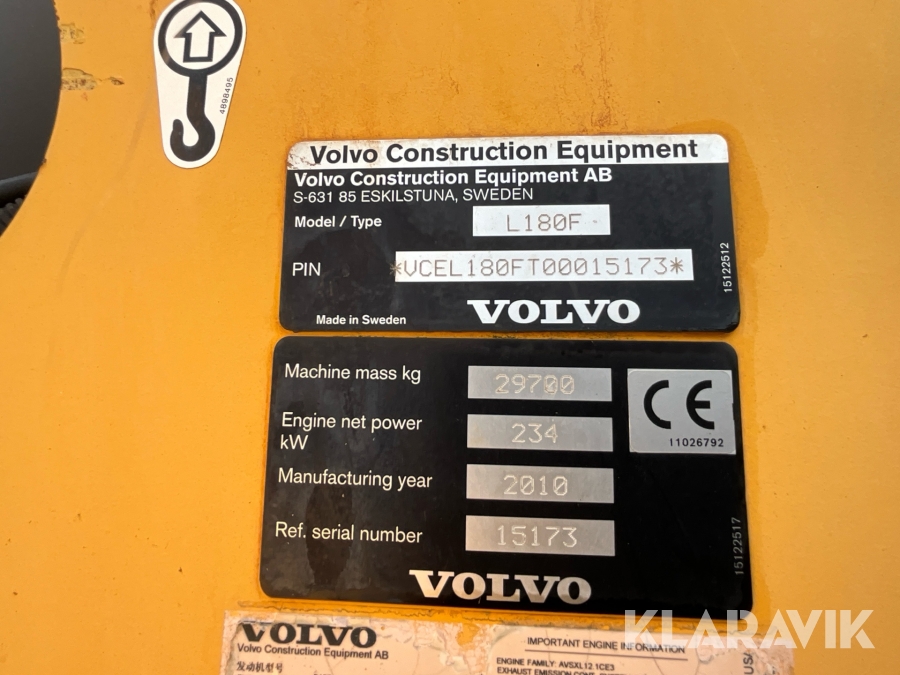 4898495
Volvo Construction Equipment
Volvo Construction Equipment AB
S-631 85 ESKILSTUNA, SWEDEN
Model / Type L180F
PIN *VCEL180FT00015173*
VOLVO
Made in Sweden
15122512
Machine mass kg 29700
Engine net power
kW 234
Manufacturing year 2010
Ref. serial number 15173
CE
11026792
VOLVO
15122517
VOLVO
Volvo Construction Equipment AB
发动机型号
IMPORTANT ENGINE INFORMATION
ENGINE FAMILY: AVSXL12.1CE3
USA
KLARAVIK